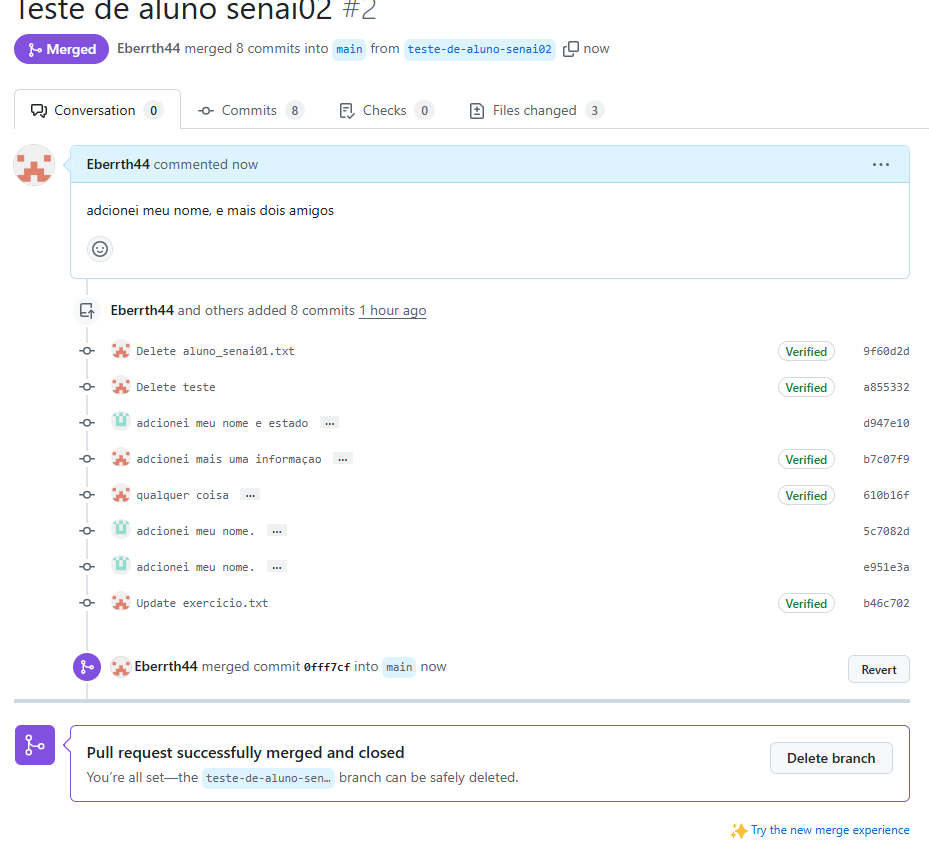 Teste de aluno senai02 #2
Merged Eberrth44 merged 8 commits into main from teste-de-aluno-senai02 now
Conversation 0 Commits 8 Checks 0 Files changed 3
Eberrth44 commented now ...
adcionei meu nome, e mais dois amigos
Eberrth44 and others added 8 commits 1 hour ago
Delete aluno_senai01.txt Verified 9f60d2d
Delete teste Verified a855332
adcionei meu nome e estado ... d947e10
adcionei mais uma informaçao ... Verified b7c07f9
qualquer coisa ... Verified 610b16f
adcionei meu nome. ... 5c7082d
adcionei meu nome. ... e951e3a
Update exercicio.txt Verified b46c702
Eberrth44 merged commit 0fff7cf into main now Revert
Pull request successfully merged and closed
You're all set—the teste-de-aluno-sen… branch can be safely deleted.
Delete branch
Try the new merge experience